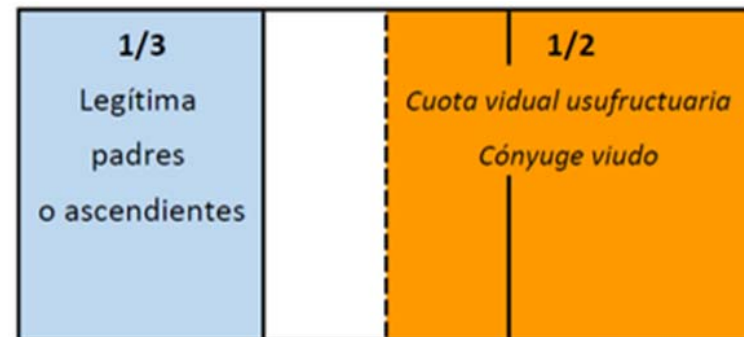 1/3
Legítima
padres
o ascendientes
1/2
Cuota vidual usufructuaria
Cónyuge viudo